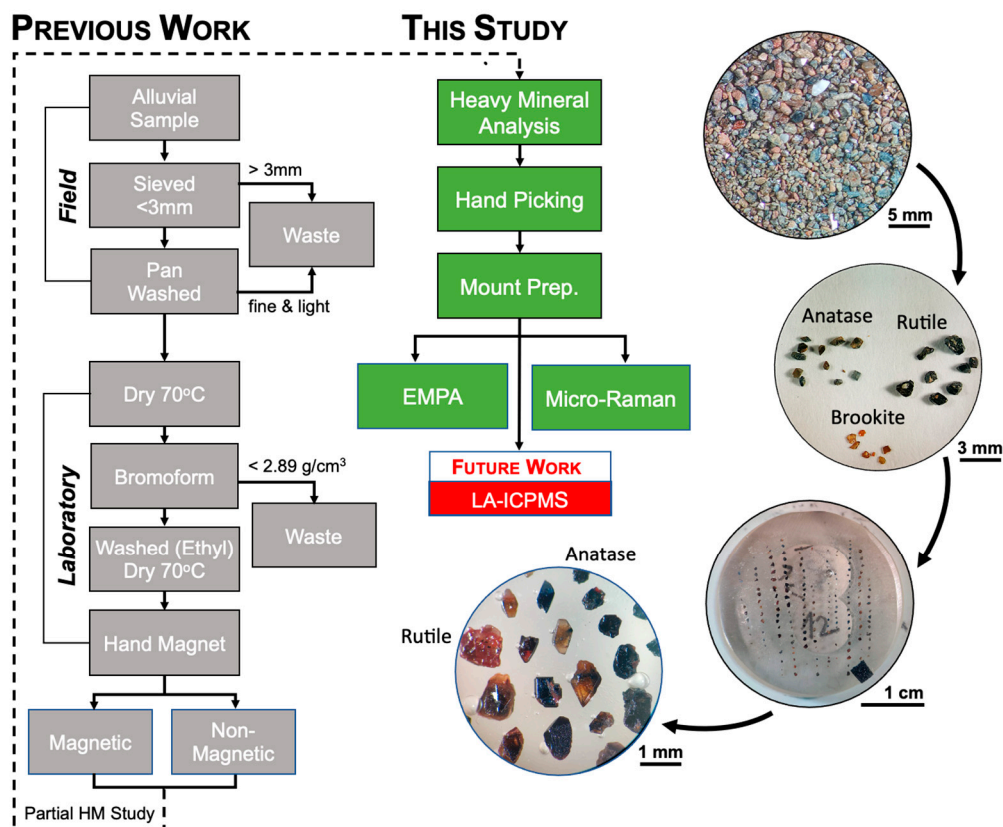 PREVIOUS WORK
THIS STUDY
Field
Alluvial
Sample
Sieved
<3mm
> 3mm
Waste
Pan
Washed
fine & light
Laboratory
Dry 70°C
Bromoform
< 2.89 g/cm³
Waste
Washed (Ethyl)
Dry 70°C
Hand Magnet
Magnetic
Non-
Magnetic
Partial HM Study
Heavy Mineral
Analysis
Hand Picking
Mount Prep.
EMPA
Micro-Raman
FUTURE WORK
LA-ICPMS
5 mm
Anatase
Rutile
Brookite
3 mm
12
1 cm
Anatase
Rutile
1 mm